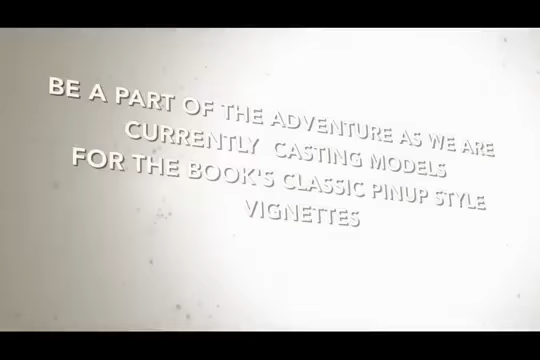 BE A PART OF THE ADVENTURE AS WE ARE
CURRENTLY CASTING MODELS
FOR THE BOOK'S CLASSIC PINUP STYLE
VIGNETTES